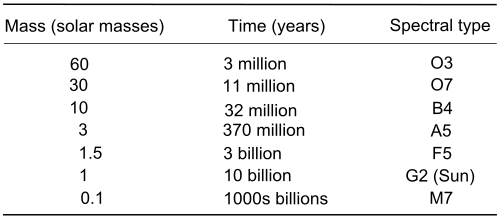 Mass (solar masses) Time (years) Spectral type
60 3 million O3
30 11 million O7
10 32 million B4
3 370 million A5
1.5 3 billion F5
1 10 billion G2 (Sun)
0.1 1000s billions M7